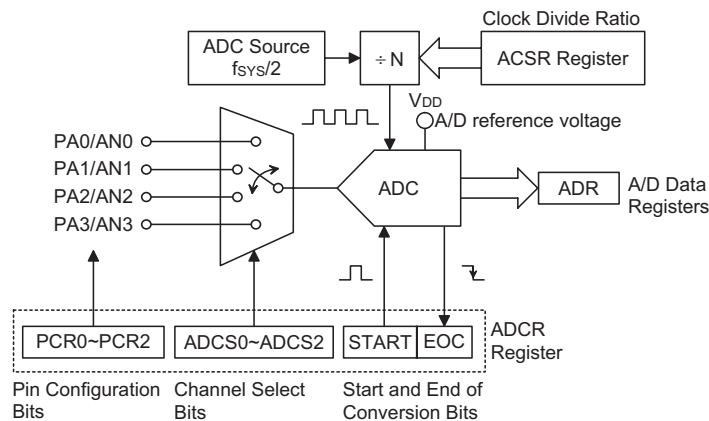 Clock Divide Ratio
ADC Source
fSYS/2
÷ N
ACSR Register
VDD
A/D reference voltage
PA0/AN0
PA1/AN1
PA2/AN2
PA3/AN3
ADC
ADR
A/D Data
Registers
PCR0~PCR2
ADCS0~ADCS2
START
EOC
ADCR
Register
Pin Configuration
Bits
Channel Select
Bits
Start and End of
Conversion Bits